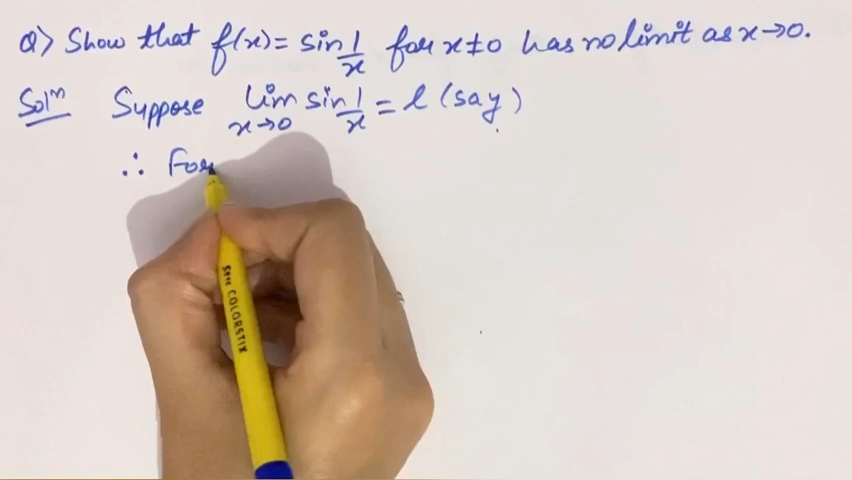 Q> Show that f(x) = sin 1/x for x≠0 has no limit as x→0.
Solⁿ Suppose lim x→0 sin 1/x = l (say)
∴ For
COLORSTIX